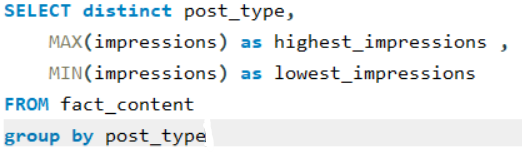 SELECT distinct post_type,
MAX(impressions) as highest_impressions ,
MIN(impressions) as lowest_impressions
FROM fact_content
group by post_type